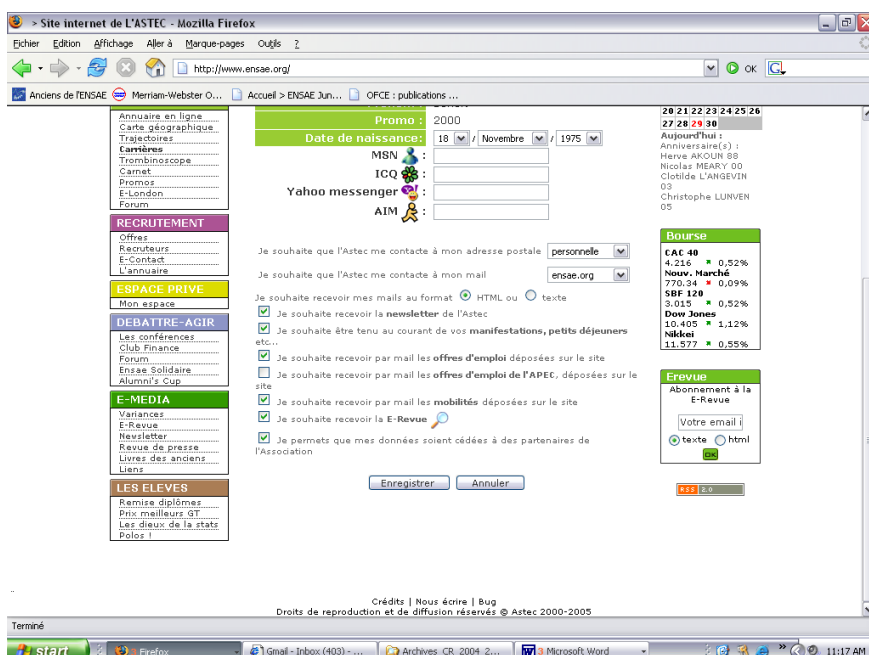 > Site internet de L'ASTEC - Mozilla Firefox
Fichier Edition Affichage Aller à Marque-pages Outils ?
http://www.ensae.org/ OK G
Anciens de l'ENSAE Merriam-Webster O... Accueil > ENSAE Jun... OFCE : publications ...
Annuaire en ligne
Carte géographique
Trajectoires
Carrières
Trombinoscope
Carnet
Promos
E-London
Forum
RECRUTEMENT
Offres
Recruteurs
E-Contact
L'annuaire
ESPACE PRIVE
Mon espace
DEBATTRE-AGIR
Les conférences
Club Finance
Forum
Ensae Solidaire
Alumni's Cup
E-MEDIA
Variances
E-Revue
Newsletter
Revue de presse
Livres des anciens
Liens
LES ELEVES
Remise diplômes
Prix meilleurs GT
Les dieux de la stats
Polos !
Promo : 2000
Date de naissance: 18 / Novembre / 1975
MSN :
ICQ :
Yahoo messenger :
AIM :
Je souhaite que l'Astec me contacte à mon adresse postale personnelle
Je souhaite que l'Astec me contacte à mon mail ensae.org
Je souhaite recevoir mes mails au format HTML ou texte
Je souhaite recevoir la newsletter de l'Astec
Je souhaite être tenu au courant de vos manifestations, petits déjeuners
etc...
Je souhaite recevoir par mail les offres d'emploi déposées sur le site
Je souhaite recevoir par mail les offres d'emploi de l'APEC, déposées sur le
site
Je souhaite recevoir par mail les mobilités déposées sur le site
Je souhaite recevoir la E-Revue
Je permets que mes données soient cédées à des partenaires de
l'Association
Enregistrer Annuler
20 21 22 23 24 25 26
27 28 29 30
Aujourd'hui :
Anniversaire(s) :
Herve AKOUN 88
Nicolas MEARY 00
Clotilde L'ANGEVIN
03
Christophe LUNVEN
05
Bourse
CAC 40
4.216 0,52%
Nouv. Marché
770.34 0,09%
SBF 120
3.015 0,52%
Dow Jones
10.405 1,12%
Nikkei
11.577 0,55%
Erevue
Abonnement à la
E-Revue
Votre email i
texte html
OK
RSS 2.0
Crédits | Nous écrire | Bug
Droits de reproduction et de diffusion réservés @ Astec 2000-2005
Terminé
start 3 Firefox Gmail - Inbox (403) - ... Archives_CR_2004_2... 3 Microsoft Word 11:17 AM